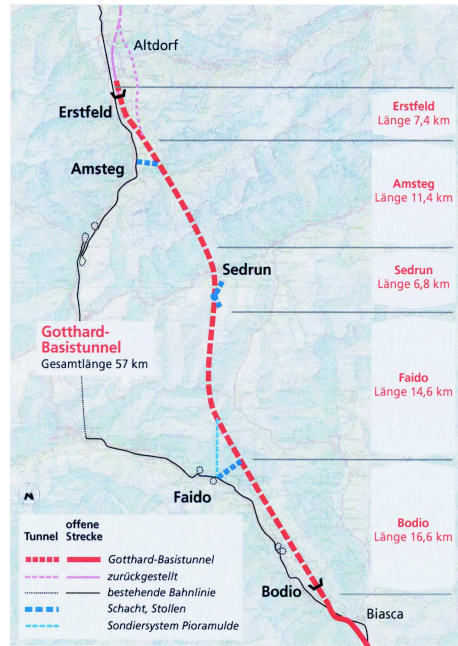 Altdorf
Erstfeld
Erstfeld
Länge 7,4 km
Amsteg
Amsteg
Länge 11,4 km
Sedrun
Sedrun
Länge 6,8 km
Gotthard-
Basistunnel
Gesamtlänge 57 km
Faido
Länge 14,6 km
Faido
Bodio
Länge 16,6 km
Bodio
Biasca
N
Tunnel offene Strecke
Gotthard-Basistunnel
zurückgestellt
bestehende Bahnlinie
Schacht, Stollen
Sondiersystem Pioramulde